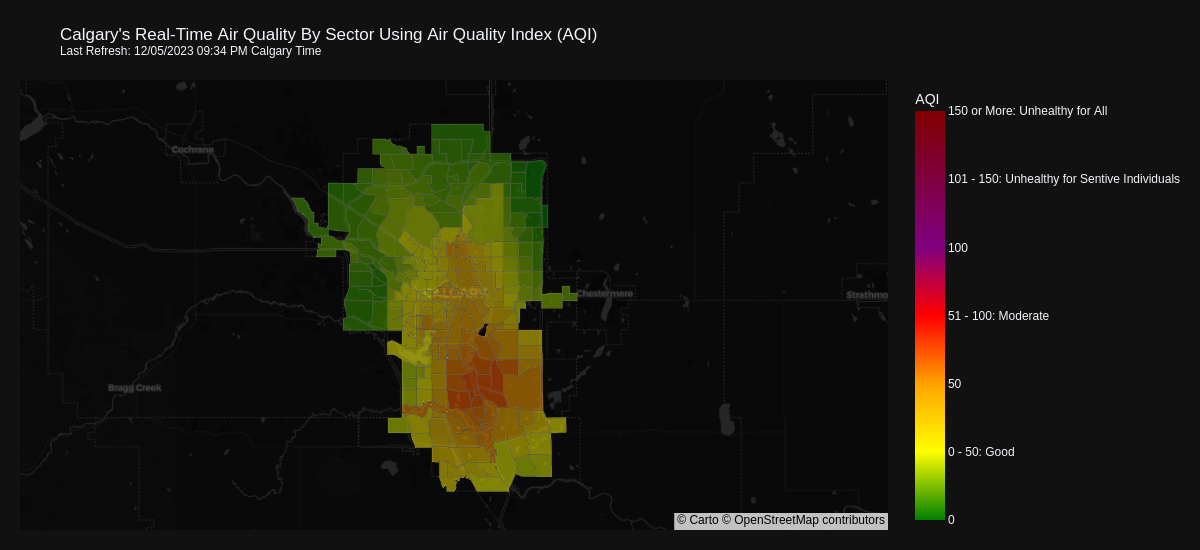 Calgary's Real-Time Air Quality By Sector Using Air Quality Index (AQI)
Last Refresh: 12/05/2023 09:34 PM Calgary Time
AQI
150 or More: Unhealthy for All
Cochrane
101 - 150: Unhealthy for Sentive Individuals
100
CALGARY
Chestermere
Strathmo
51 - 100: Moderate
Bragg Creek
50
0 - 50: Good
0
© Carto © OpenStreetMap contributors